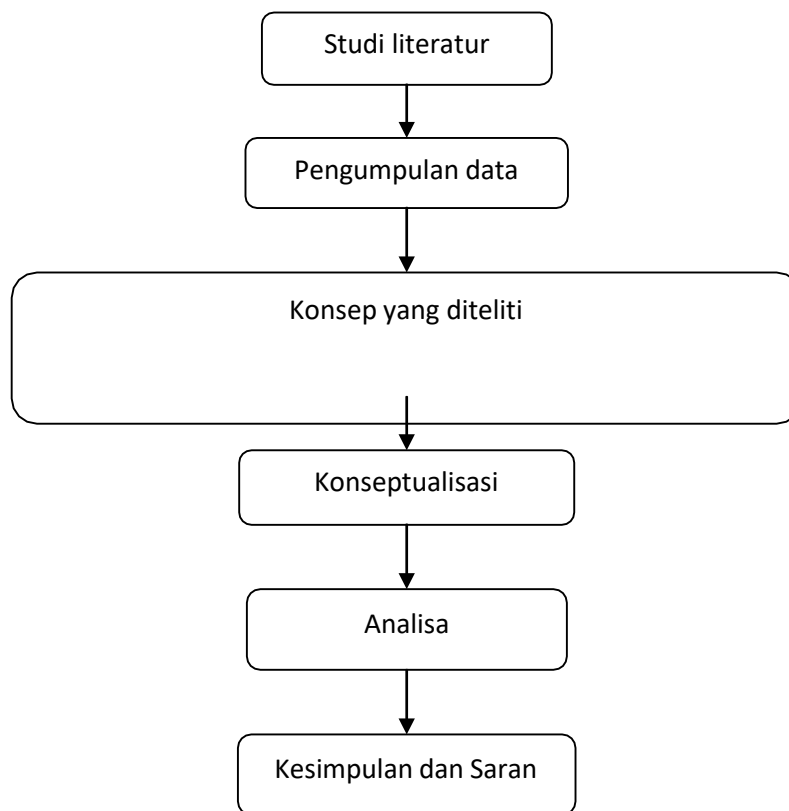 Studi literatur
Pengumpulan data
Konsep yang diteliti
Konseptualisasi
Analisa
Kesimpulan dan Saran